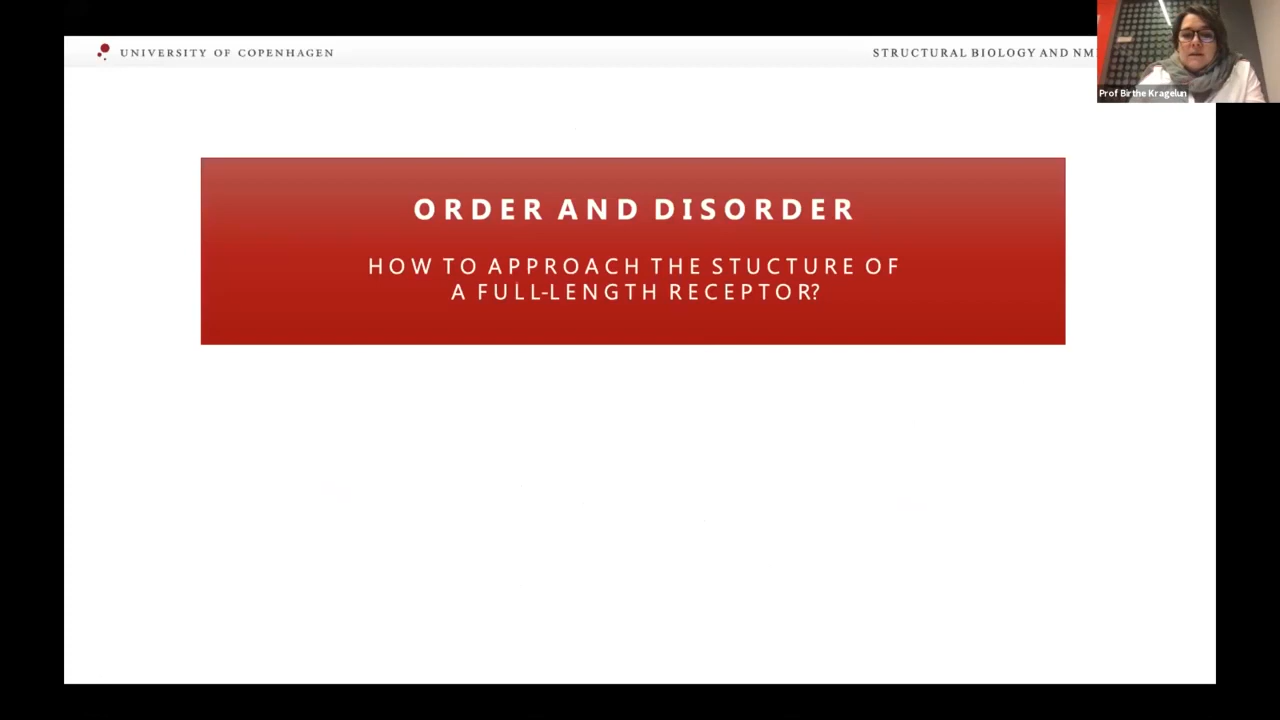 UNIVERSITY OF COPENHAGEN
STRUCTURAL BIOLOGY AND NM
Prof Birthe Kragelun
ORDER AND DISORDER
HOW TO APPROACH THE STUCTURE OF
A FULL-LENGTH RECEPTOR?